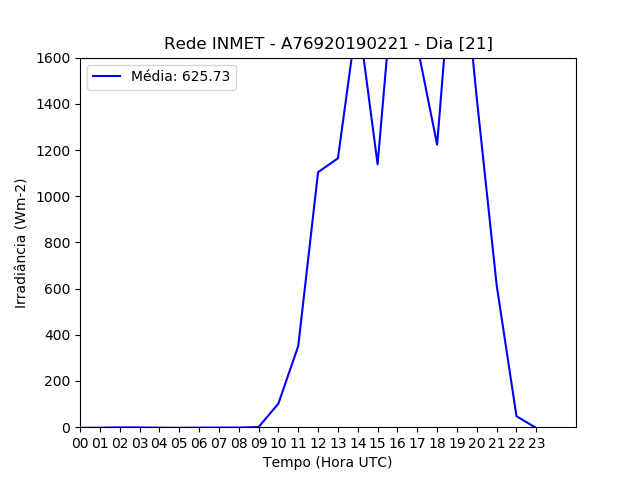 Rede INMET - A76920190221 - Dia [21]
Média: 625.73
1600
1400
1200
1000
800
600
400
200
0
Irradiância (Wm-2)
00 01 02 03 04 05 06 07 08 09 10 11 12 13 14 15 16 17 18 19 20 21 22 23
Tempo (Hora UTC)